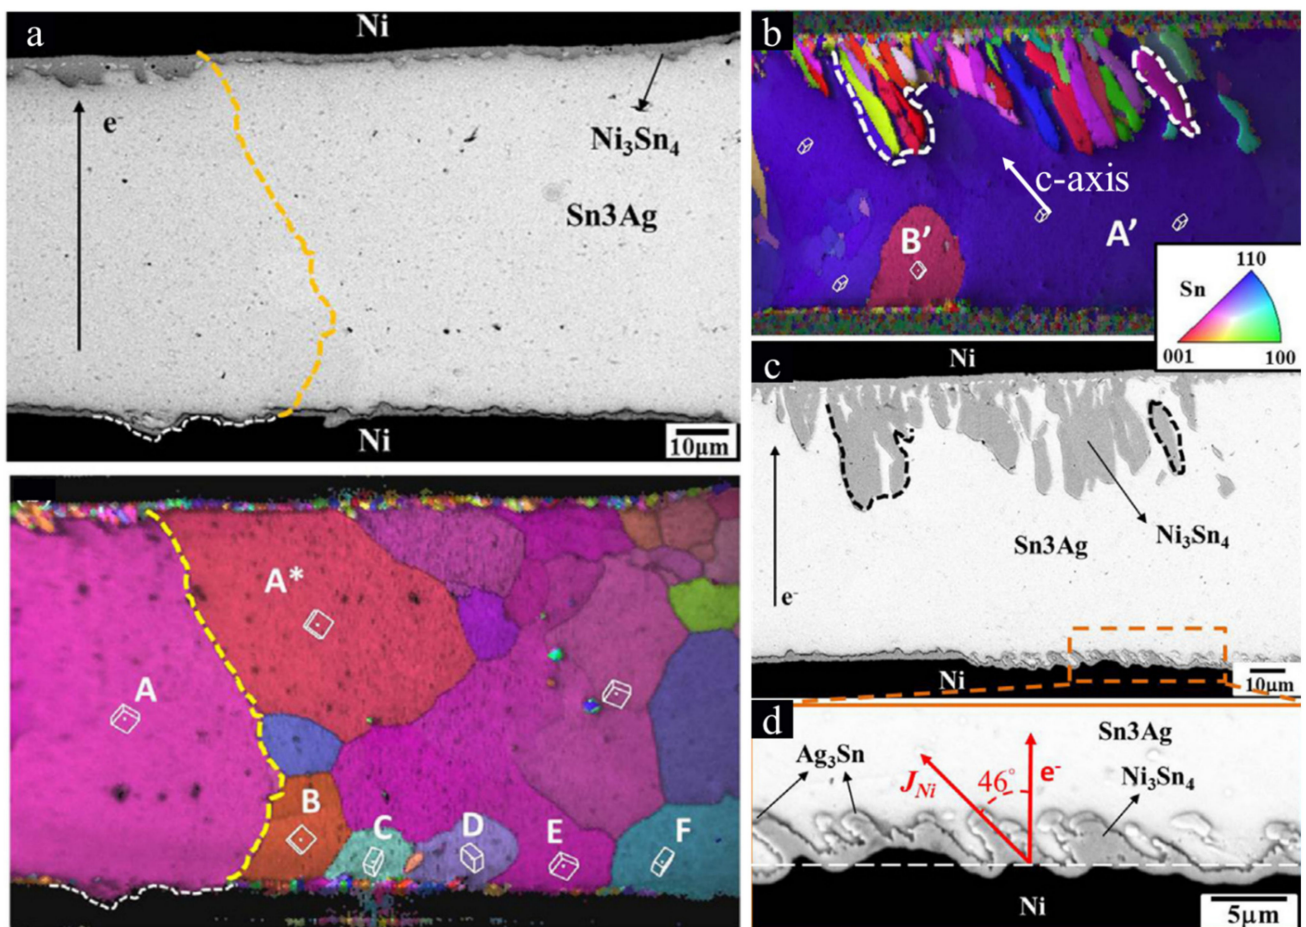 a
Ni
e-
Ni3Sn4
Sn3Ag
Ni
10μm
A
A*
B
C
D
E
F
b
c-axis
B′
A′
Sn
110
001
100
c
Ni
Sn3Ag
Ni3Sn4
e-
Ni
10μm
d
Ag3Sn
Sn3Ag
JNi
46°
e-
Ni3Sn4
Ni
5μm